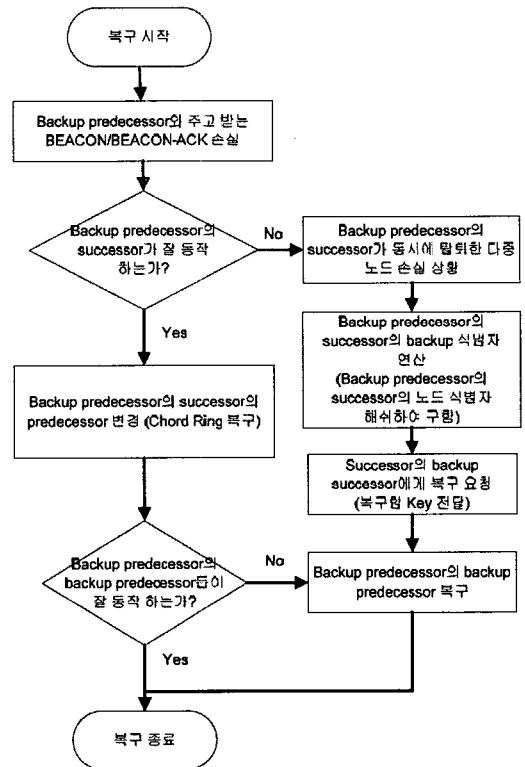 복구 시작
Backup predecessor와 주고 받는
BEACON/BEACON-ACK 손실
Backup predecessor의
successor가 잘 동작
하는가?
No
Backup predecessor의
successor가 동시에 탈퇴한 다중
노드 손실 상황
Yes
Backup predecessor의
successor의 backup 식별자
연산
(Backup predecessor의
successor의 노드 식별자
해쉬하여 구함)
Backup predecessor의 successor의
predecessor 변경 (Chord Ring 복구)
Successor의 backup
successor에게 복구 요청
(복구할 Key 전달)
Backup predecessor의
backup predecessor들이
잘 동작 하는가?
No
Backup predecessor의 backup
predecessor 복구
Yes
복구 종료